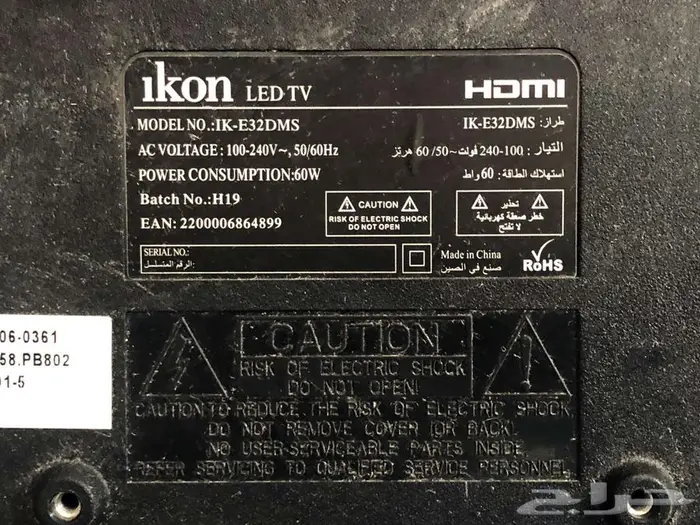 ıkon LED TV HDMI
MODEL NO.:IK-E32DMS
طراز: IK-E32DMS
AC VOLTAGE : 100-240V~, 50/60Hz
التيار : 100-240 فولت~ 50/ 60 هرتز
POWER CONSUMPTION:60W
استهلاك الطاقة: 60 واط
Batch No.:H19
EAN: 2200006864899
CAUTION
RISK OF ELECTRIC SHOCK
DO NOT OPEN
تحذير
خطر صعقة كهربائية
لا تفتح
SERIAL NO.:
الرقم المتسلسل:
Made in China
صنع في الصين
RoHS
06-0361
58.PB802
01-5
CAUTION
RISK OF ELECTRIC SHOCK
DO NOT OPEN!
CAUTION:TO REDUCE THE RISK OF ELECTRIC SHOCK
DO NOT REMOVE COVER (OR BACK).
NO USER-SERVICEABLE PARTS INSIDE.
REFER SERVICING TO QUALIFIED SERVICE PERSONNEL.
حراج